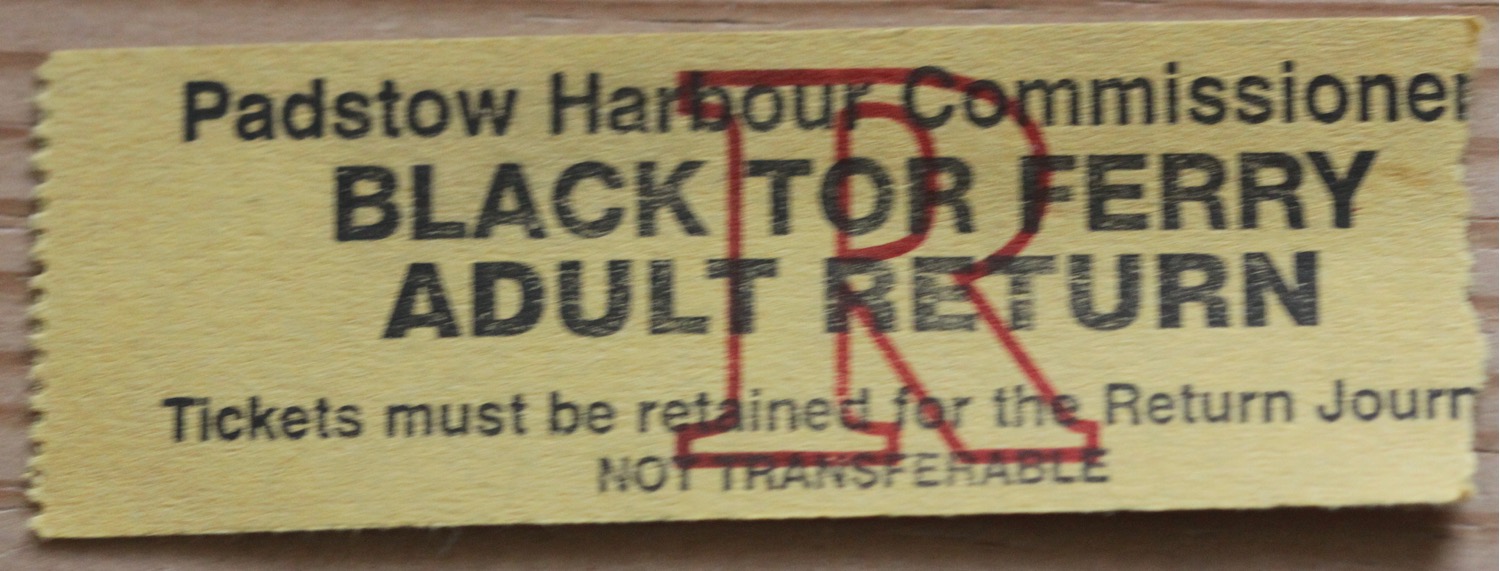 Padstow Harbour Commissioner
BLACK TOR FERRY
ADULT RETURN
R
Tickets must be retained for the Return Journ
NOT TRANSFERABLE